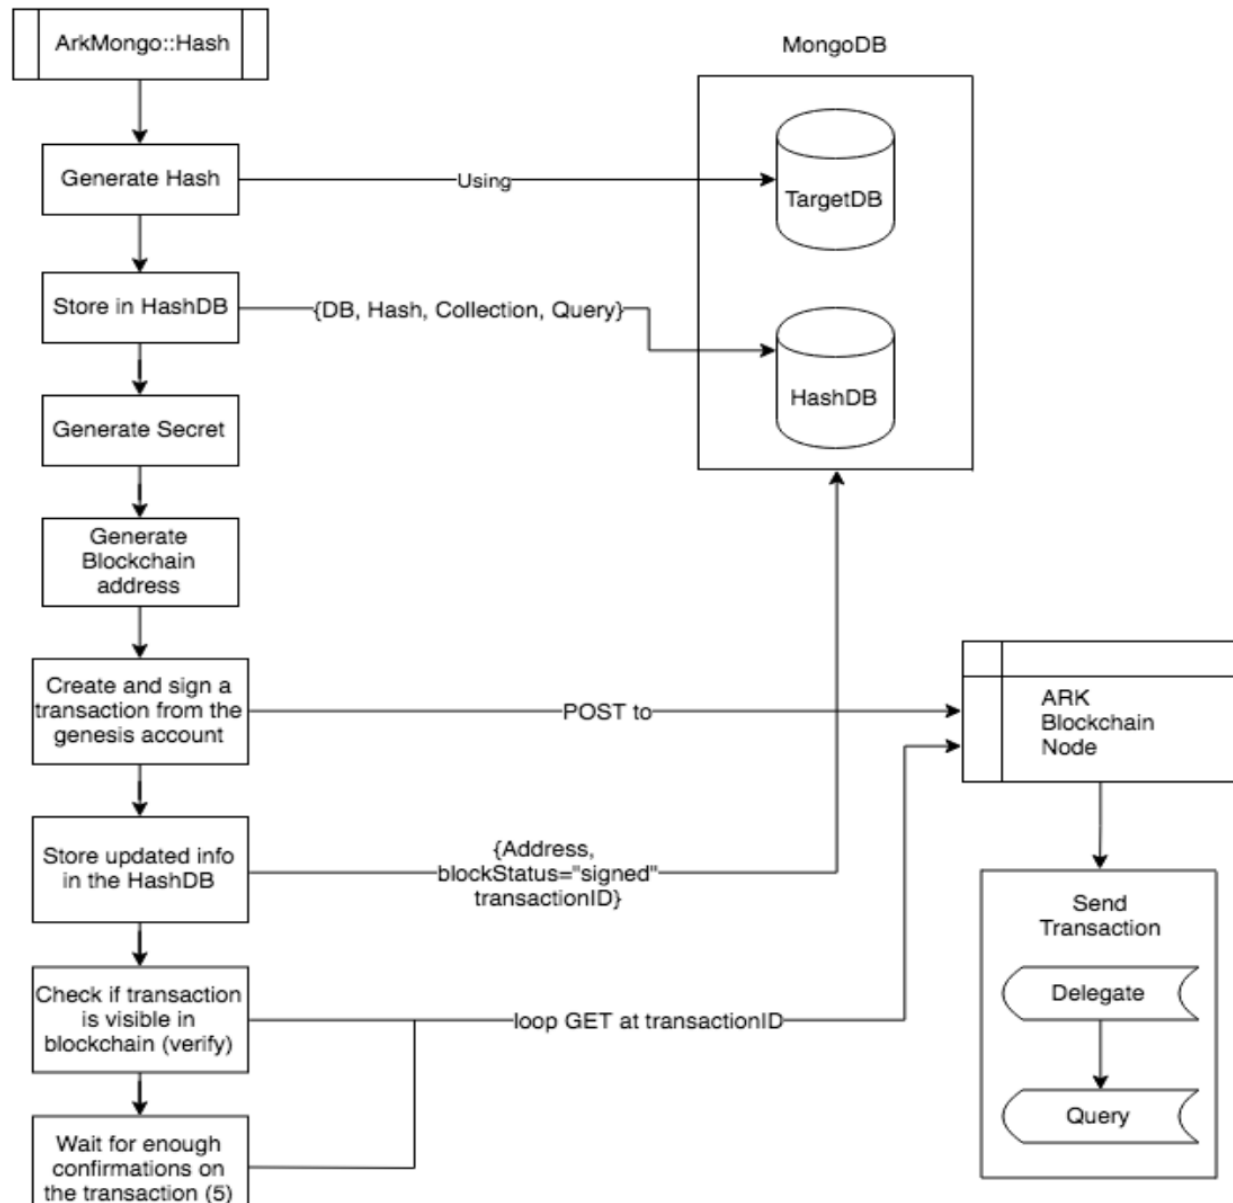 ArkMongo::Hash
MongoDB
Generate Hash
Using
TargetDB
Store in HashDB
{DB, Hash, Collection, Query}
HashDB
Generate Secret
Generate
Blockchain
address
Create and sign a
transaction from the
genesis account
POST to
ARK
Blockchain
Node
Store updated info
in the HashDB
{Address,
blockStatus="signed"
transactionID}
Send
Transaction
Delegate
Query
Check if transaction
is visible in
blockchain (verify)
loop GET at transactionID
Wait for enough
confirmations on
the transaction (5)